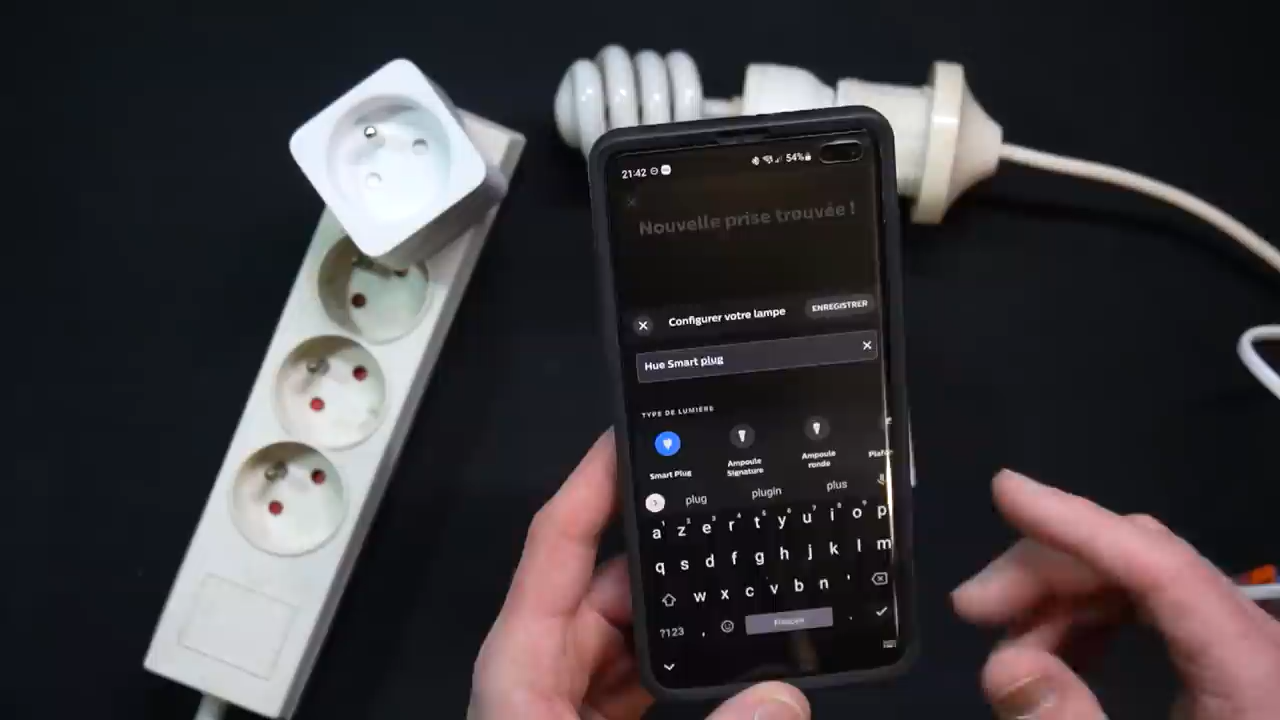 21:42
54%
Nouvelle prise trouvée !
Configurer votre lampe
ENREGISTRER
Hue Smart plug
TYPE DE LUMIÈRE
Smart Plug
Ampoule Signature
Ampoule ronde
plug plugin plus
a z e r t y u i o p
q s d f g h j k l m
w x c v b n '
?123 , .